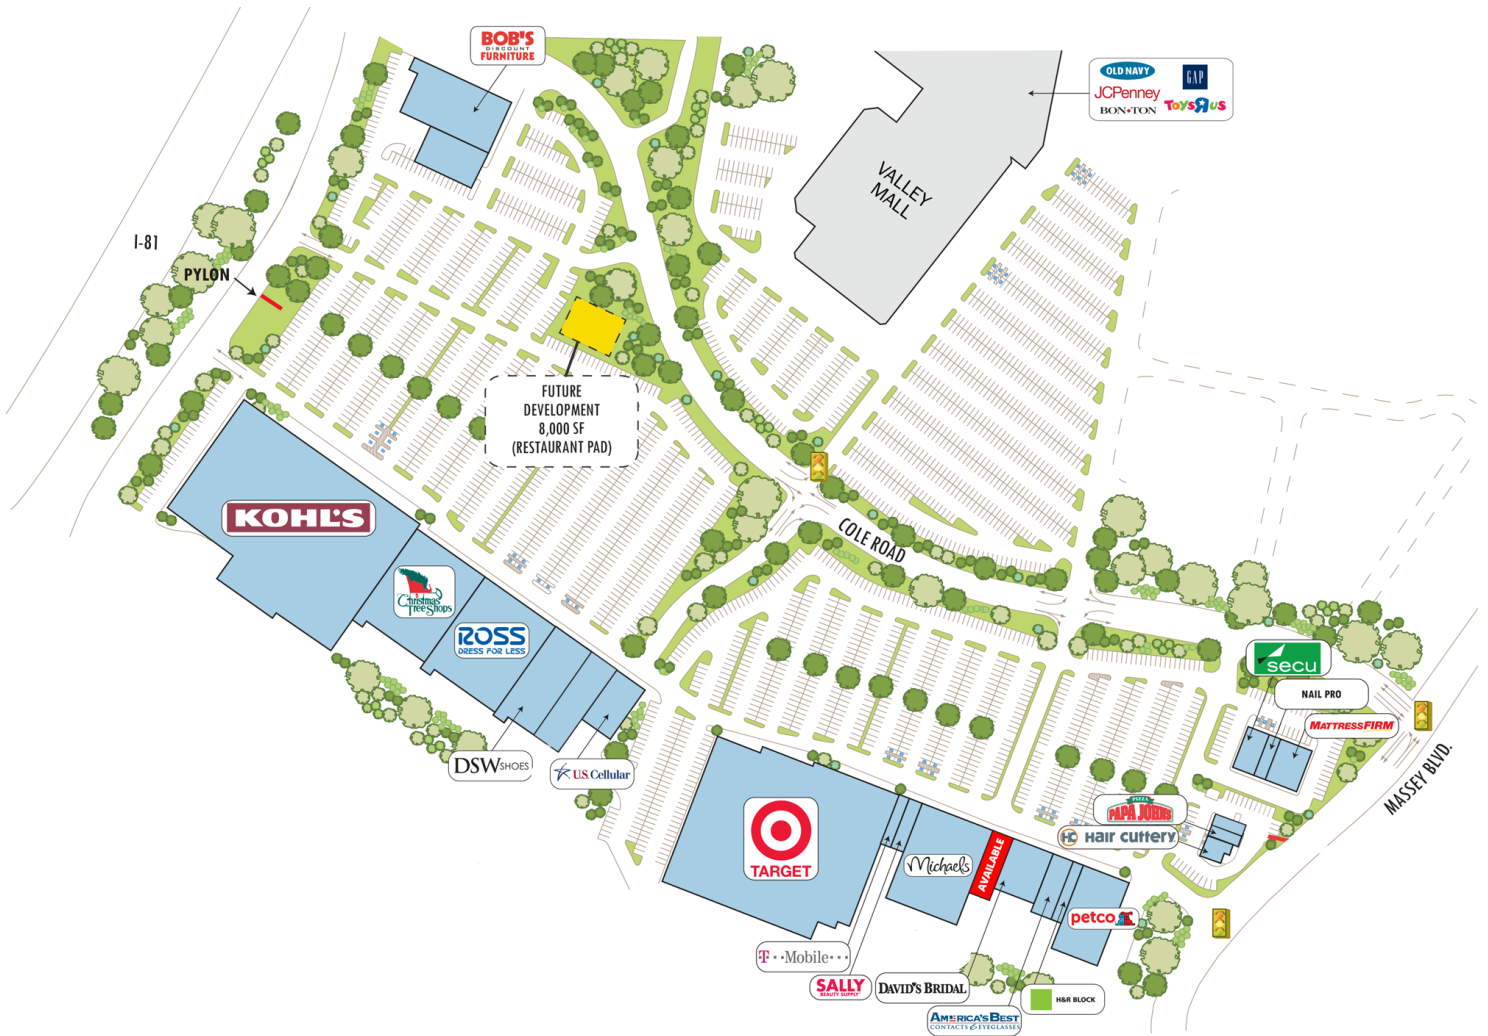 BOB'S
DISCOUNT
FURNITURE
OLD NAVY
GAP
JCPenney
BON•TON
TOYSRUS
VALLEY
MALL
I-81
PYLON
FUTURE
DEVELOPMENT
8,000 SF
(RESTAURANT PAD)
COLE ROAD
KOHL'S
Christmas
Tree Shops
ROSS
DRESS FOR LESS
DSW SHOES
U.S. Cellular
secu
NAIL PRO
MATTRESSFIRM
MASSEY BLVD.
PIZZA
PAPA JOHNS
HC HAIR CUTTERY
TARGET
Michaels
AVAILABLE
petco
T··Mobile···
SALLY
BEAUTY SUPPLY
DAVID'S BRIDAL
H&R BLOCK
AMERICA'S BEST
CONTACTS & EYEGLASSES